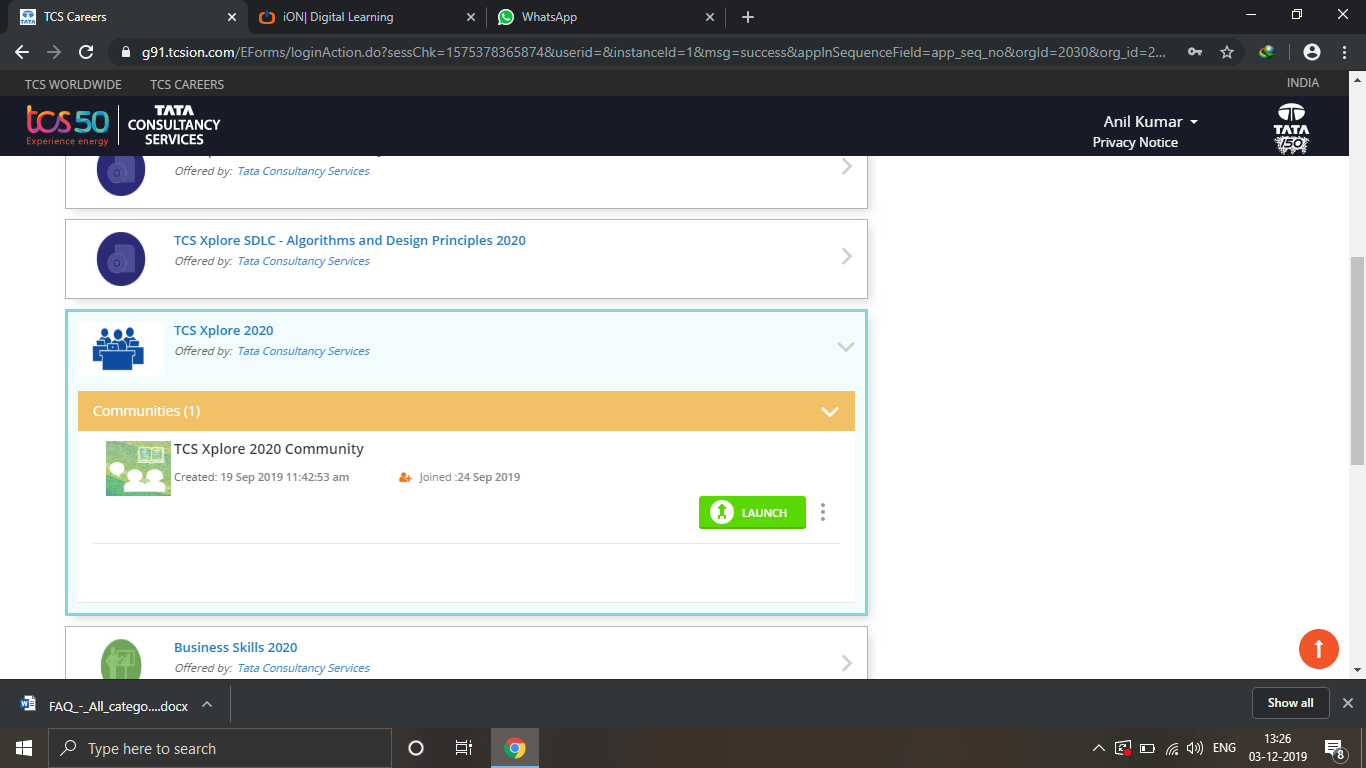 TCS Careers
iON| Digital Learning
WhatsApp
g91.tcsion.com/EForms/loginAction.do?sessChk=1575378365874&userid=&instanceId=1&msg=success&appInSequenceField=app_seq_no&orgId=2030&org_id=2...
TCS WORLDWIDE
TCS CAREERS
INDIA
tcs50
Experience energy
TATA
CONSULTANCY
SERVICES
Anil Kumar
Privacy Notice
TATA
150
Offered by: Tata Consultancy Services
TCS Xplore SDLC - Algorithms and Design Principles 2020
Offered by: Tata Consultancy Services
TCS Xplore 2020
Offered by: Tata Consultancy Services
Communities (1)
TCS Xplore 2020 Community
Created: 19 Sep 2019 11:42:53 am
Joined :24 Sep 2019
LAUNCH
Business Skills 2020
Offered by: Tata Consultancy Services
FAQ_-_All_catego....docx
Show all
Type here to search
ENG
13:26
03-12-2019
8